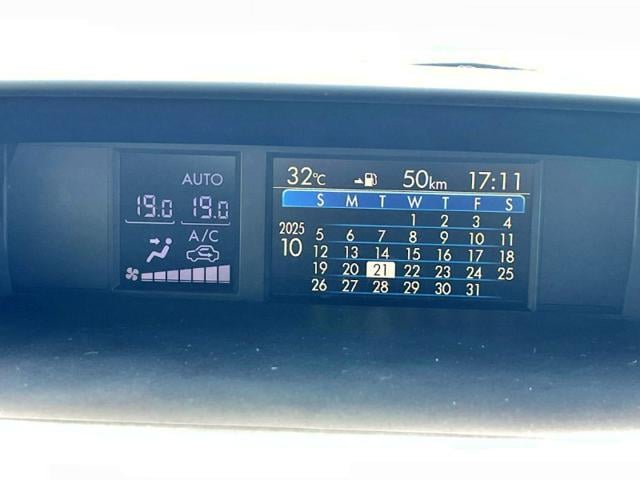 AUTO
19.0 19.0
A/C
32°C 50km 17:11
S M T W T F S
1 2 3 4
2025 5 6 7 8 9 10 11
10 12 13 14 15 16 17 18
19 20 21 22 23 24 25
26 27 28 29 30 31